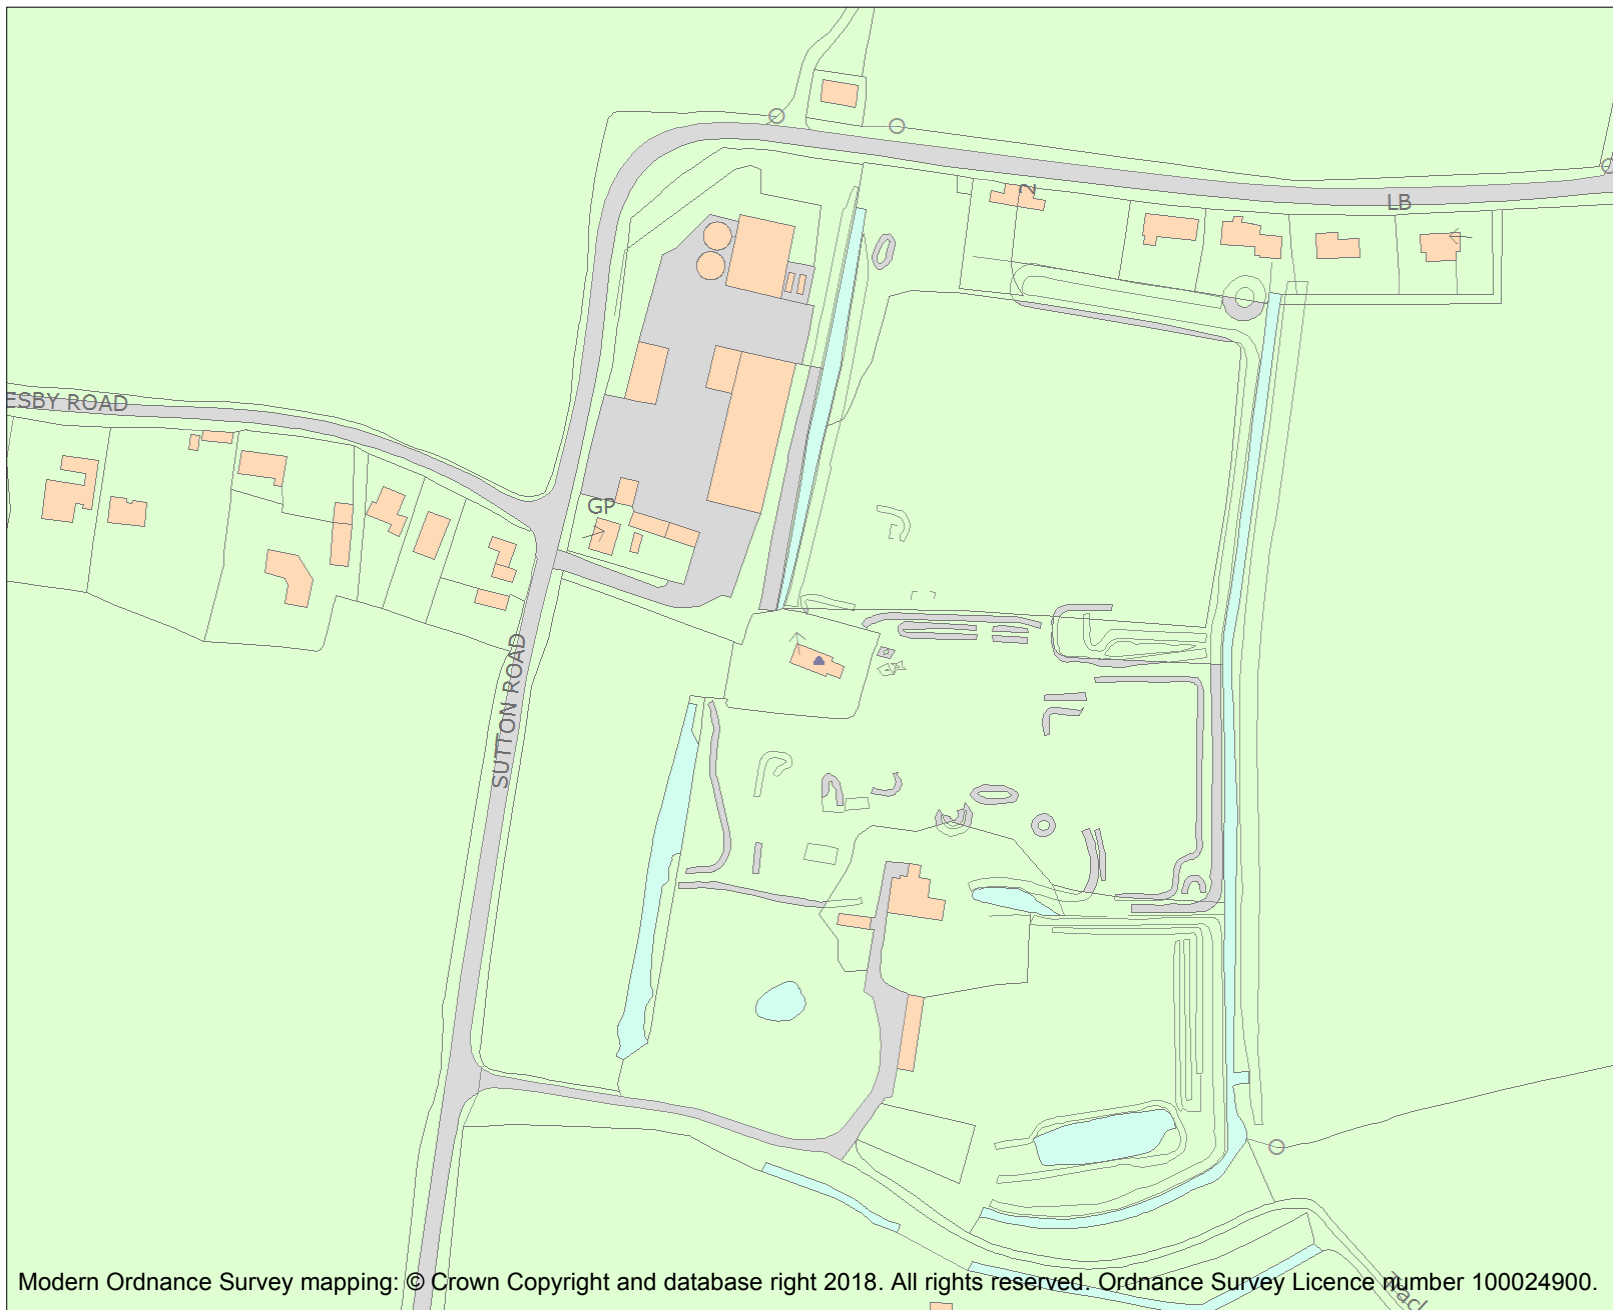 2
LB
ESBY ROAD
GP
SUTTON ROAD
Modern Ordnance Survey mapping: © Crown Copyright and database right 2018. All rights reserved. Ordnance Survey Licence number 100024900.